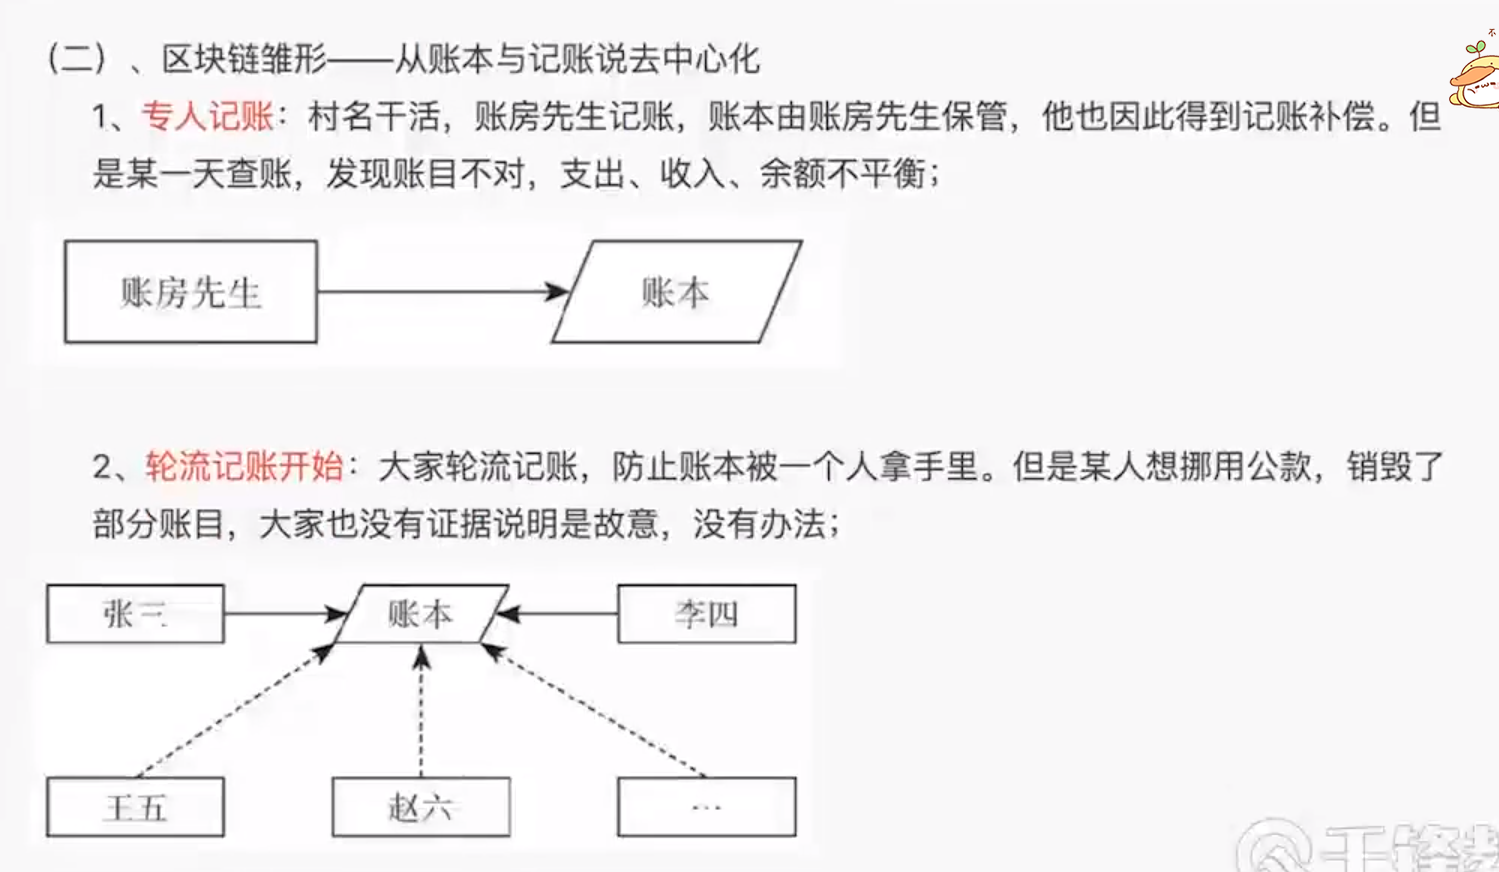 (二）、区块链雏形——从账本与记账说去中心化
1、专人记账：村名干活，账房先生记账，账本由账房先生保管，他也因此得到记账补偿。但
是某一天查账，发现账目不对，支出、收入、余额不平衡；
账房先生
账本
2、轮流记账开始：大家轮流记账，防止账本被一个人拿手里。但是某人想挪用公款，销毁了
部分账目，大家也没有证据说明是故意，没有办法；
张三
账本
李四
王五
赵六
...
千锋教
不